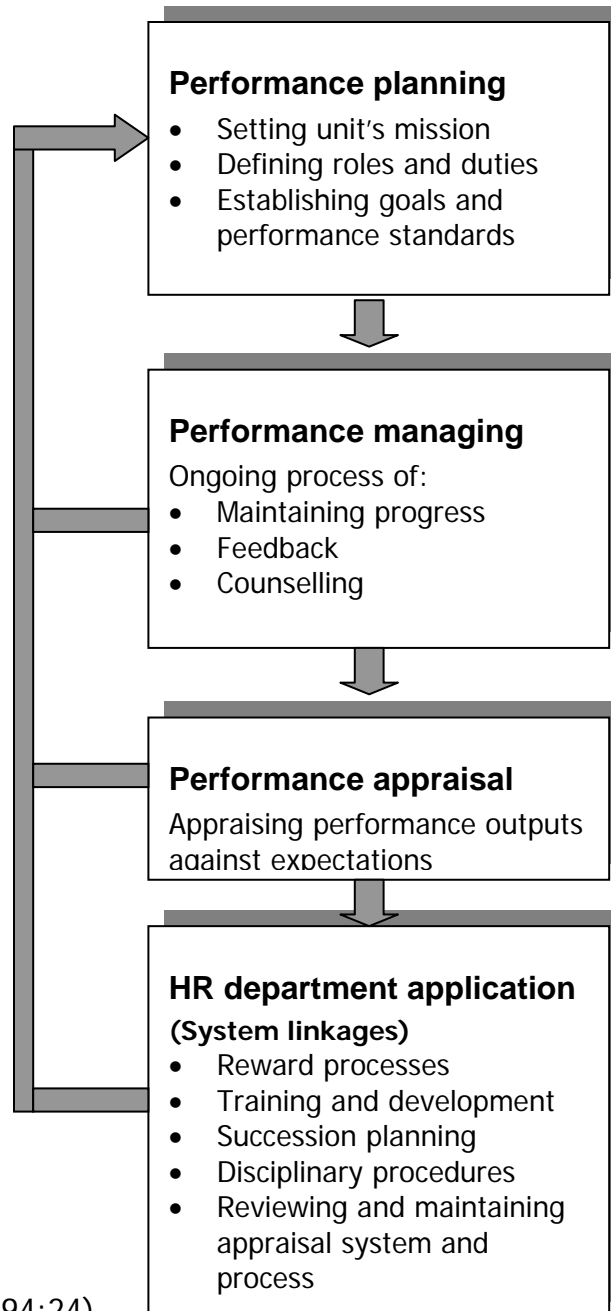 Performance planning
• Setting unit's mission
• Defining roles and duties
• Establishing goals and
performance standards
Performance managing
Ongoing process of:
• Maintaining progress
• Feedback
• Counselling
Performance appraisal
Appraising performance outputs
against expectations
HR department application
(System linkages)
• Reward processes
• Training and development
• Succession planning
• Disciplinary procedures
• Reviewing and maintaining
appraisal system and
process
94:24)